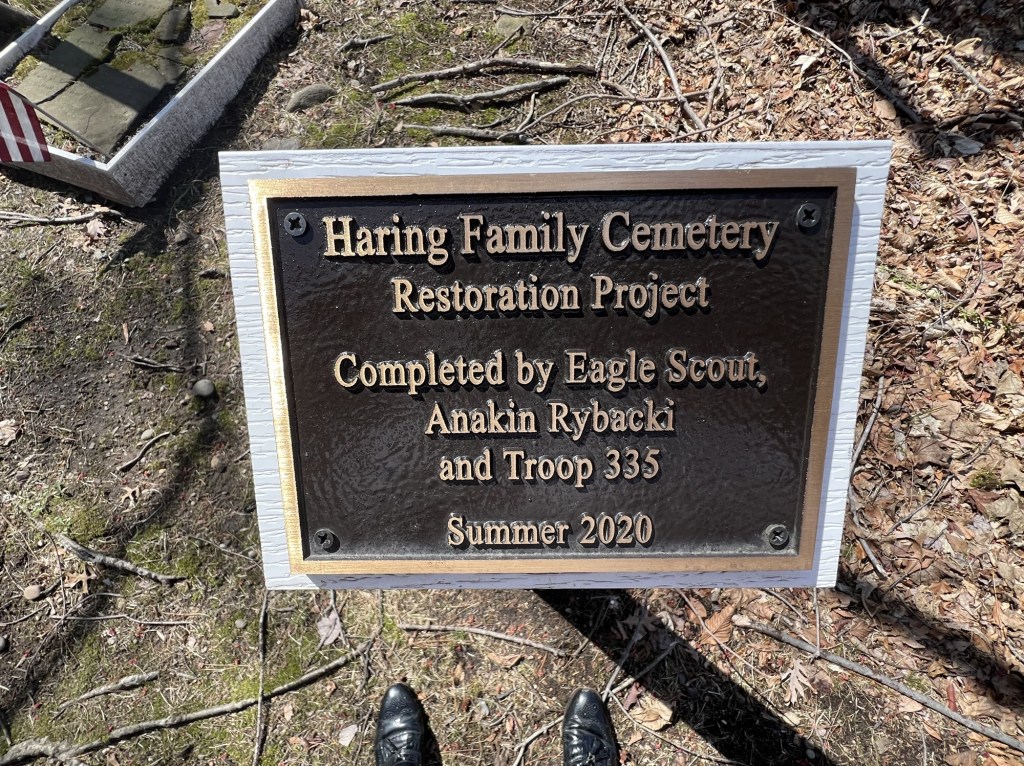 Haring Family Cemetery
Restoration Project
Completed by Eagle Scout,
Anakin Rybacki
and Troop 335
Summer 2020